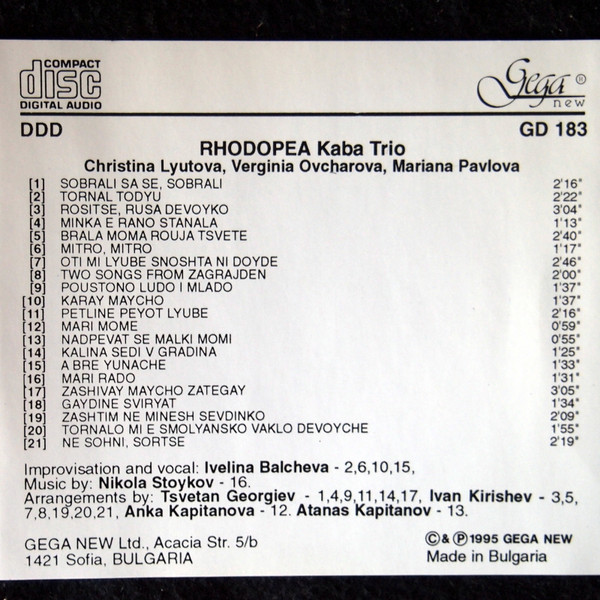 COMPACT
disc
DIGITAL AUDIO
Gega ®
new
DDD GD 183
RHODOPEA Kaba Trio
Christina Lyutova, Verginia Ovcharova, Mariana Pavlova
[1] SOBRALI SA SE, SOBRALI 2'16"
[2] TORNAL TODYU 2'22"
[3] ROSITSE, RUSA DEVOYKO 3'04"
[4] MINKA E RANO STANALA 1'13"
[5] BRALA MOMA ROUJA TSVETE 2'40"
[6] MITRO, MITRO 1'17"
[7] OTI MI LYUBE SNOSHTA NI DOYDE 2'46"
[8] TWO SONGS FROM ZAGRAJDEN 2'00"
[9] POUSTONO LUDO I MLADO 1'37"
[10] KARAY MAYCHO 1'37"
[11] PETLINE PEYOT LYUBE 2'16"
[12] MARI MOME 0'59"
[13] NADPEVAT SE MALKI MOMI 0'55"
[14] KALINA SEDI V GRADINA 1'25"
[15] A BRE YUNACHE 1'33"
[16] MARI RADO 1'31"
[17] ZASHIVAY MAYCHO ZATEGAY 3'05"
[18] GAYDINE SVIRYAT 1'34"
[19] ZASHTIM NE MINESH SEVDINKO 2'09"
[20] TORNALO MI E SMOLYANSKO VAKLO DEVOYCHE 1'55"
[21] NE SOHNI, SORTSE 2'19"
Improvisation and vocal: Ivelina Balcheva - 2,6,10,15,
Music by: Nikola Stoykov - 16.
Arrangements by: Tsvetan Georgiev - 1,4,9,11,14,17, Ivan Kirishev - 3,5,
7,8,19,20,21, Anka Kapitanova - 12. Atanas Kapitanov - 13.
GEGA NEW Ltd., Acacia Str. 5/b ©&℗1995 GEGA NEW
1421 Sofia, BULGARIA Made in Bulgaria